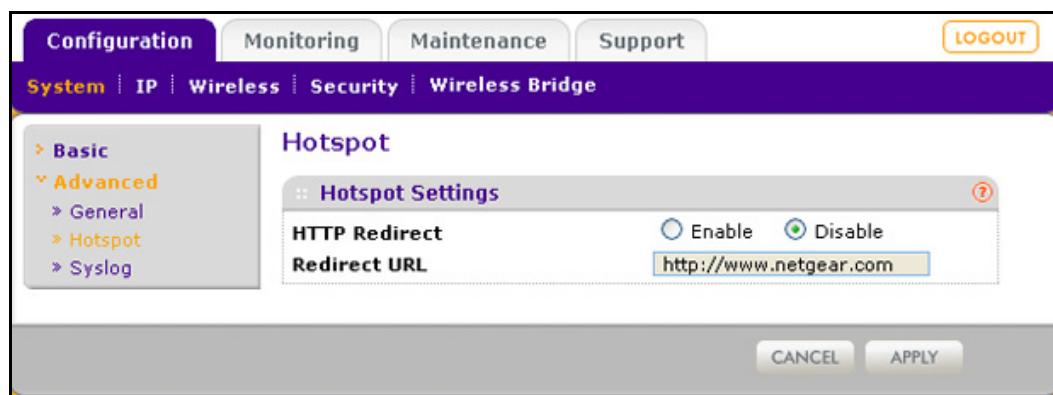 Configuration Monitoring Maintenance Support LOGOUT
System IP Wireless Security Wireless Bridge
Basic
Advanced
General
Hotspot
Syslog
Hotspot
Hotspot Settings ?
HTTP Redirect Enable Disable
Redirect URL http://www.netgear.com
CANCEL APPLY